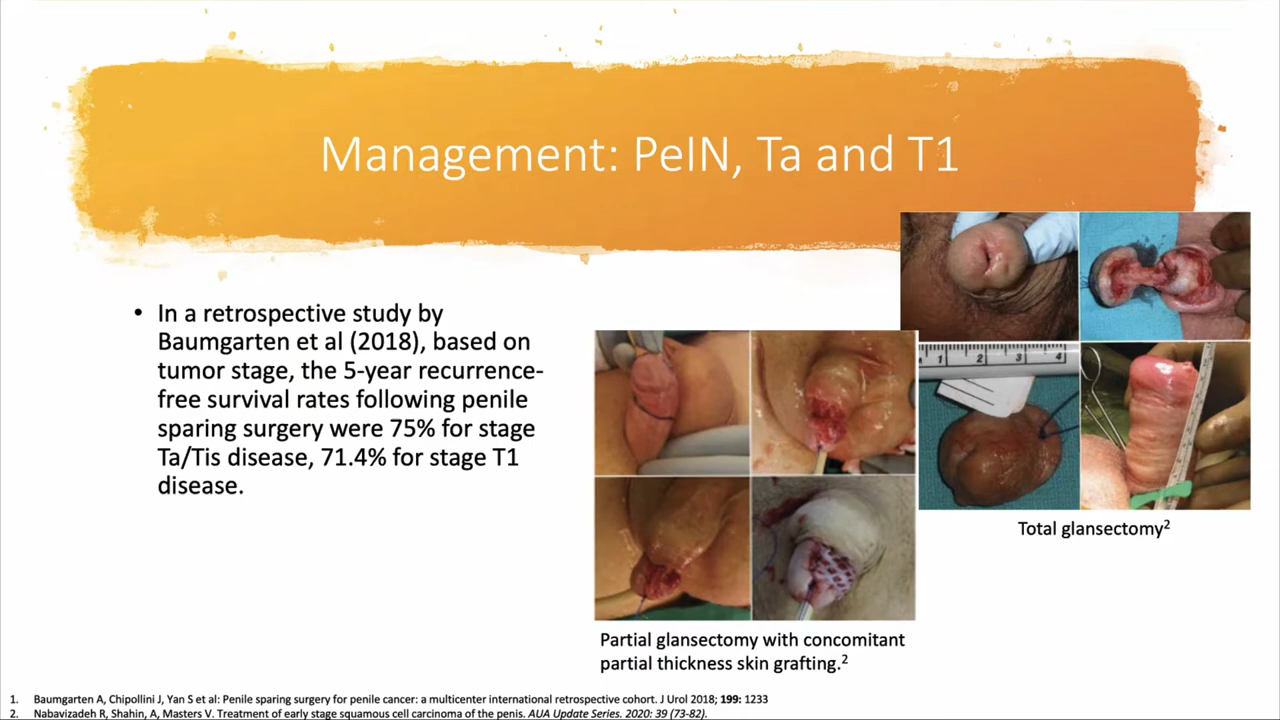 Management: PeIN, Ta and T1
• In a retrospective study by
Baumgarten et al (2018), based on
tumor stage, the 5-year recurrence-
free survival rates following penile
sparing surgery were 75% for stage
Ta/Tis disease, 71.4% for stage T1
disease.
1 2 3 4
Total glansectomy2
Partial glansectomy with concomitant
partial thickness skin grafting.2
1. Baumgarten A, Chipollini J, Yan S et al: Penile sparing surgery for penile cancer: a multicenter international retrospective cohort. J Urol 2018; 199: 1233
2. Nabavizadeh R, Shahin, A, Masters V. Treatment of early stage squamous cell carcinoma of the penis. AUA Update Series. 2020: 39 (73-82).